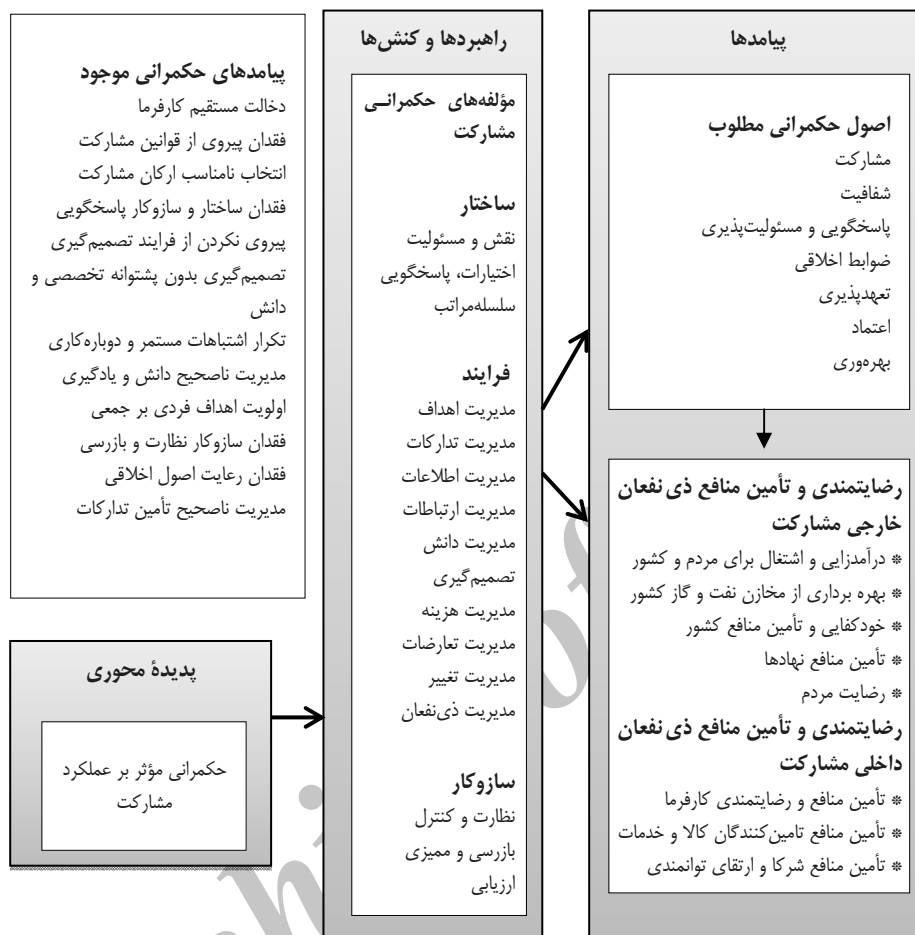 پیامدهای حکمرانی موجود
دخالت مستقیم کارفرما
فقدان پیروی از قوانین مشارکت
انتخاب نامناسب ارکان مشارکت
فقدان ساختار و سازوکار پاسخگویی
پیروی نکردن از فرایند تصمیم‌گیری
تصمیم‌گیری بدون پشتوانه تخصصی و
دانش
تکرار اشتباهات مستمر و دوباره‌کاری
مدیریت ناصحیح دانش و یادگیری
اولویت اهداف فردی بر جمعی
فقدان سازوکار نظارت و بازرسی
فقدان رعایت اصول اخلاقی
مدیریت ناصحیح تأمین تدارکات
پدیدهٔ محوری
حکمرانی مؤثر بر عملکرد
مشارکت
راهبردها و کنش‌ها
مؤلفه‌های حکمرانی
مشارکت
ساختار
نقش و مسئولیت
اختیارات، پاسخگویی
سلسله‌مراتب
فرایند
مدیریت اهداف
مدیریت تدارکات
مدیریت اطلاعات
مدیریت ارتباطات
مدیریت دانش
تصمیم‌گیری
مدیریت هزینه
مدیریت تعارضات
مدیریت تغییر
مدیریت ذی‌نفعان
سازوکار
نظارت و کنترل
بازرسی و ممیزی
ارزیابی
پیامدها
اصول حکمرانی مطلوب
مشارکت
شفافیت
پاسخگویی و مسئولیت‌پذیری
ضوابط اخلاقی
تعهدپذیری
اعتماد
بهره‌وری
رضایتمندی و تأمین منافع ذی نفعان
خارجی مشارکت
* درآمدزایی و اشتغال برای مردم و کشور
* بهره برداری از مخازن نفت و گاز کشور
* خودکفایی و تأمین منافع کشور
* تأمین منافع نهادها
* رضایت مردم
رضایتمندی و تأمین منافع ذی نفعان
داخلی مشارکت
* تأمین منافع و رضایتمندی کارفرما
* تأمین منافع تامین‌کنندگان کالا و خدمات
* تأمین منافع شرکا و ارتقای توانمندی